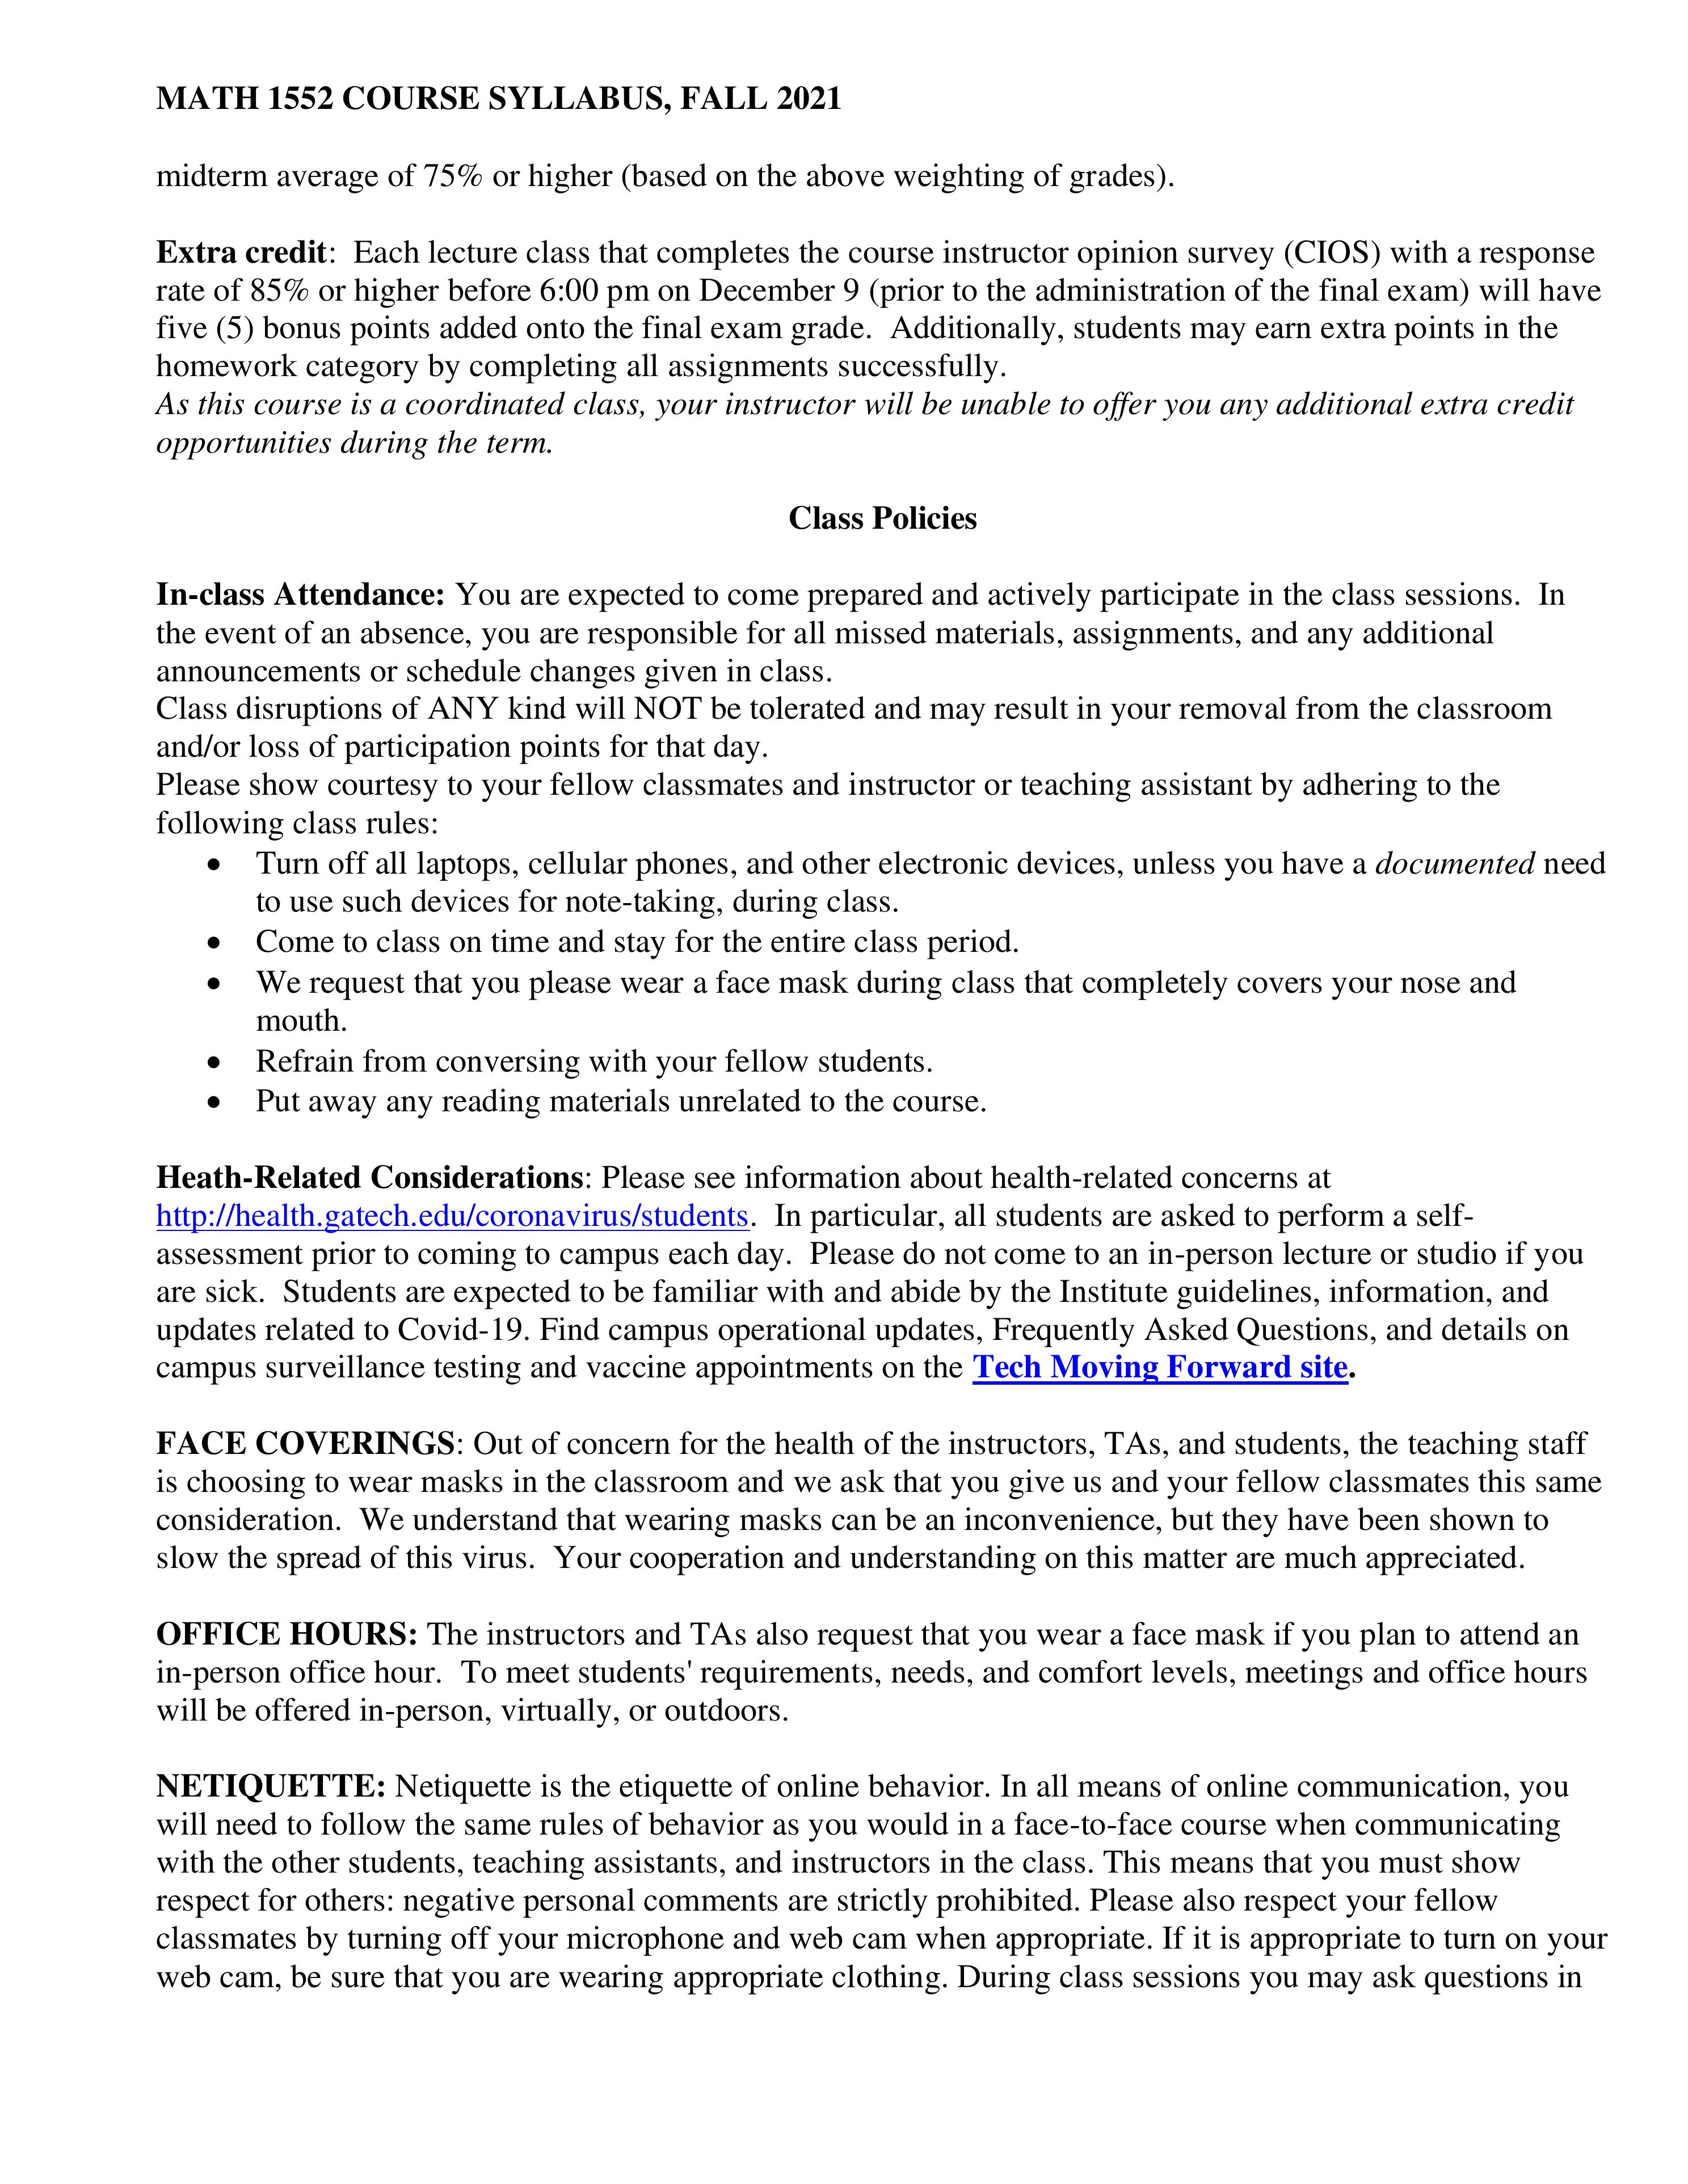 MATH 1552 COURSE SYLLABUS, FALL 2021
midterm average of 75% or higher (based on the above weighting of grades).
Extra credit:  Each lecture class that completes the course instructor opinion survey (CIOS) with a response
rate of 85% or higher before 6:00 pm on December 9 (prior to the administration of the final exam) will have
five (5) bonus points added onto the final exam grade.  Additionally, students may earn extra points in the
homework category by completing all assignments successfully.
As this course is a coordinated class, your instructor will be unable to offer you any additional extra credit
opportunities during the term.
Class Policies
In-class Attendance: You are expected to come prepared and actively participate in the class sessions.  In
the event of an absence, you are responsible for all missed materials, assignments, and any additional
announcements or schedule changes given in class.
Class disruptions of ANY kind will NOT be tolerated and may result in your removal from the classroom
and/or loss of participation points for that day.
Please show courtesy to your fellow classmates and instructor or teaching assistant by adhering to the
following class rules:
• Turn off all laptops, cellular phones, and other electronic devices, unless you have a documented need
to use such devices for note-taking, during class.
• Come to class on time and stay for the entire class period.
• We request that you please wear a face mask during class that completely covers your nose and
mouth.
• Refrain from conversing with your fellow students.
• Put away any reading materials unrelated to the course.
Heath-Related Considerations: Please see information about health-related concerns at
http://health.gatech.edu/coronavirus/students.  In particular, all students are asked to perform a self-
assessment prior to coming to campus each day.  Please do not come to an in-person lecture or studio if you
are sick.  Students are expected to be familiar with and abide by the Institute guidelines, information, and
updates related to Covid-19. Find campus operational updates, Frequently Asked Questions, and details on
campus surveillance testing and vaccine appointments on the Tech Moving Forward site.
FACE COVERINGS: Out of concern for the health of the instructors, TAs, and students, the teaching staff
is choosing to wear masks in the classroom and we ask that you give us and your fellow classmates this same
consideration.  We understand that wearing masks can be an inconvenience, but they have been shown to
slow the spread of this virus.  Your cooperation and understanding on this matter are much appreciated.
OFFICE HOURS: The instructors and TAs also request that you wear a face mask if you plan to attend an
in-person office hour.  To meet students' requirements, needs, and comfort levels, meetings and office hours
will be offered in-person, virtually, or outdoors.
NETIQUETTE: Netiquette is the etiquette of online behavior. In all means of online communication, you
will need to follow the same rules of behavior as you would in a face-to-face course when communicating
with the other students, teaching assistants, and instructors in the class. This means that you must show
respect for others: negative personal comments are strictly prohibited. Please also respect your fellow
classmates by turning off your microphone and web cam when appropriate. If it is appropriate to turn on your
web cam, be sure that you are wearing appropriate clothing. During class sessions you may ask questions in